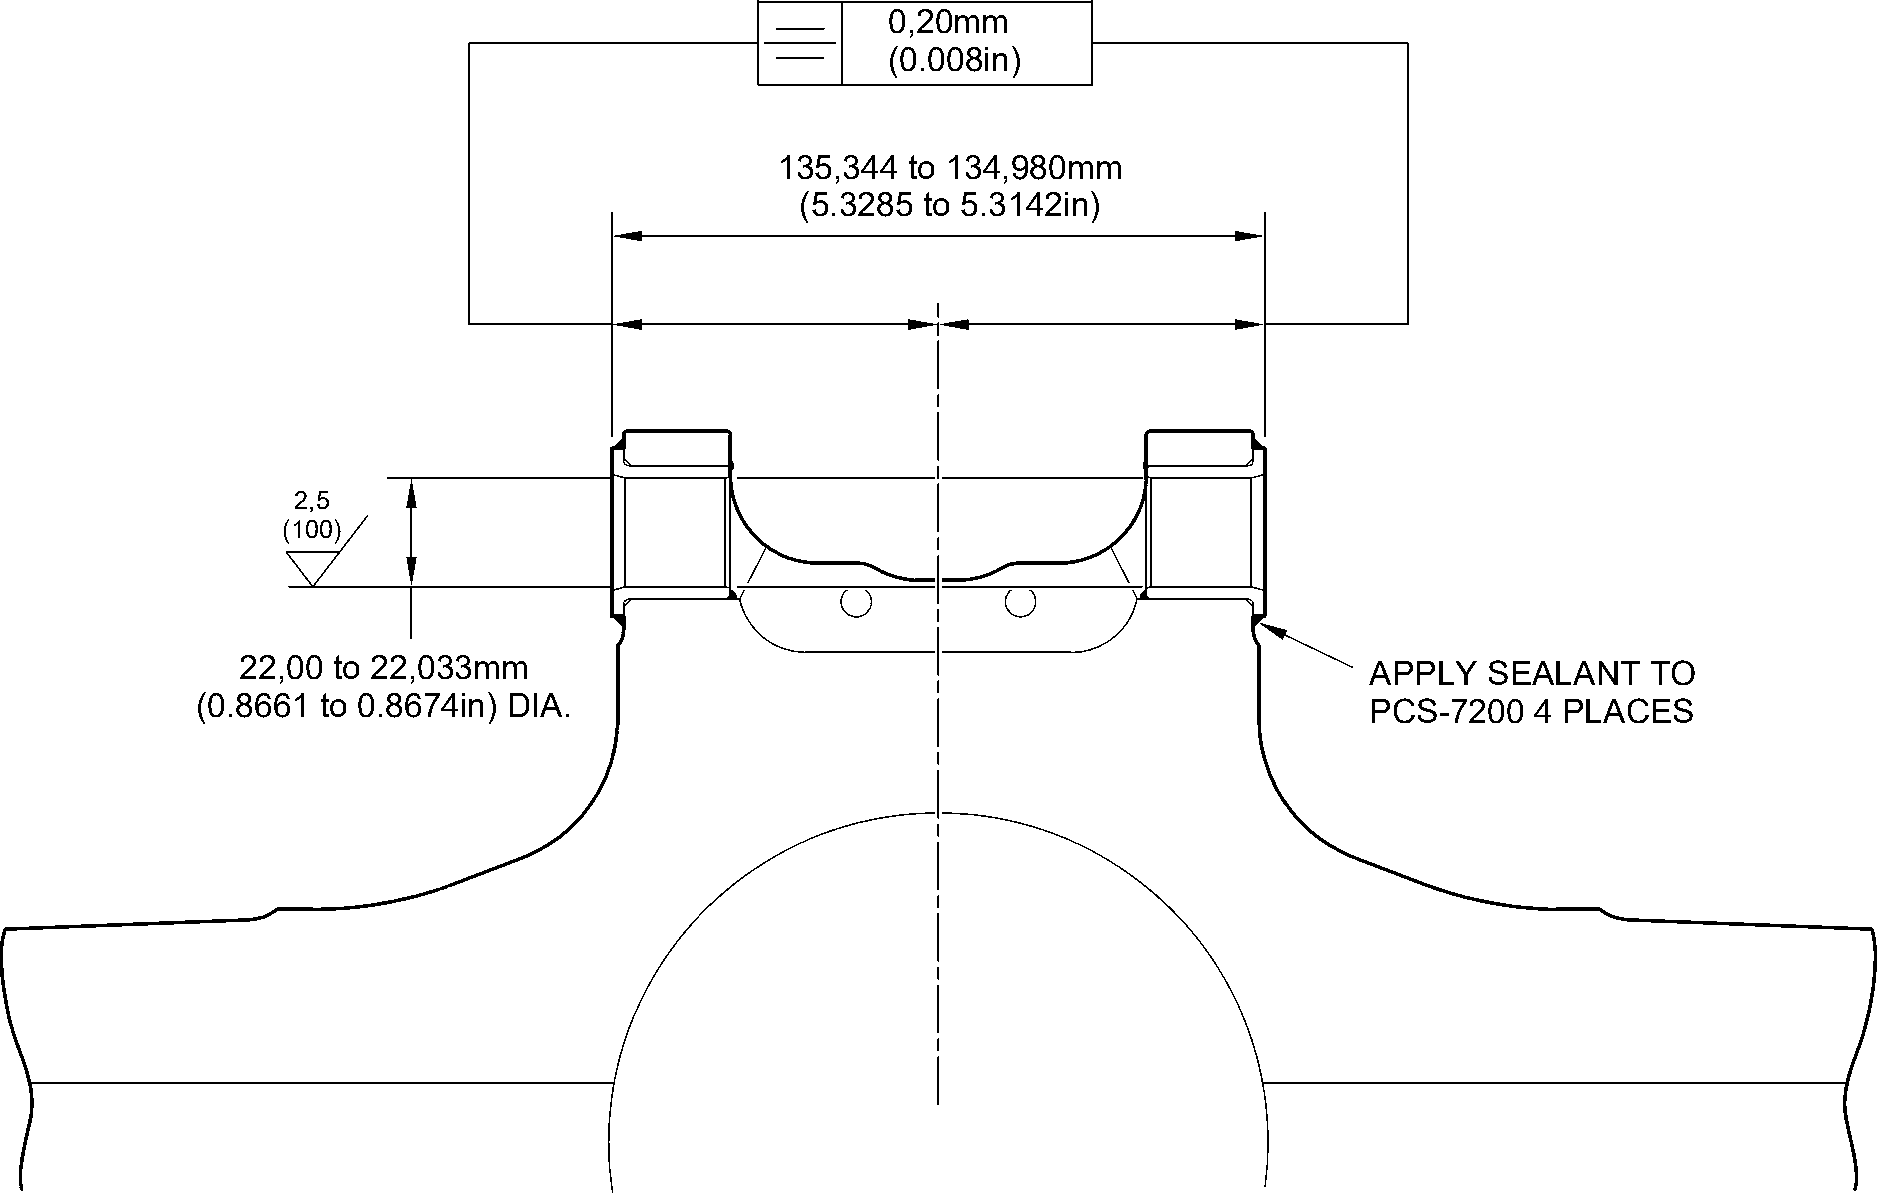 0,20mm
(0.008in)
135,344 to 134,980mm
(5.3285 to 5.3142in)
2,5
(100)
22,00 to 22,033mm
(0.8661 to 0.8674in) DIA.
APPLY SEALANT TO
PCS-7200 4 PLACES